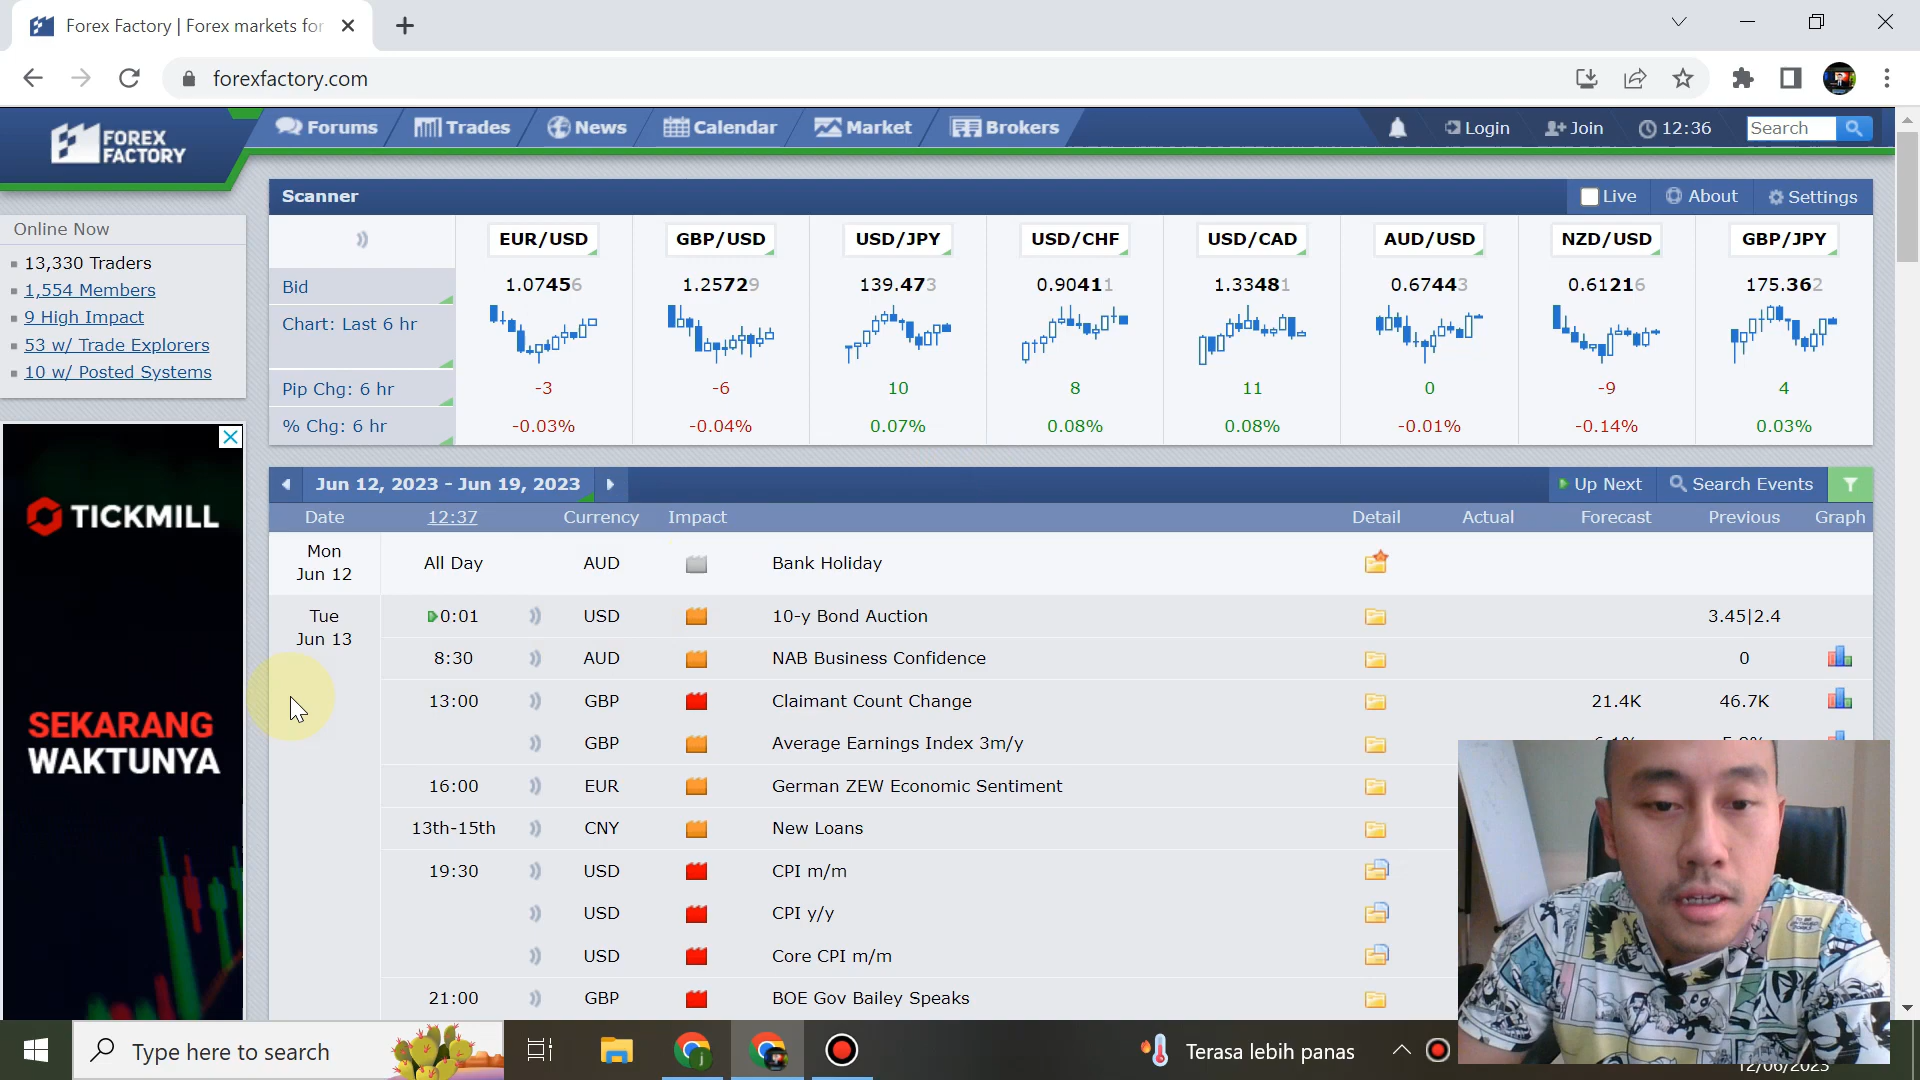 Forex Factory | Forex markets for
forexfactory.com
FOREX FACTORY
Forums
Trades
News
Calendar
Market
Brokers
Login
Join
12:36
Search
Online Now
13,330 Traders
1,554 Members
9 High Impact
53 w/ Trade Explorers
10 w/ Posted Systems
Scanner
Live
About
Settings
EUR/USD GBP/USD USD/JPY USD/CHF USD/CAD AUD/USD NZD/USD GBP/JPY
Bid 1.07456 1.25729 139.473 0.90411 1.33481 0.67443 0.61216 175.362
Chart: Last 6 hr
Pip Chg: 6 hr -3 -6 10 8 11 0 -9 4
% Chg: 6 hr -0.03% -0.04% 0.07% 0.08% 0.08% -0.01% -0.14% 0.03%
TICKMILL
SEKARANG
WAKTUNYA
Jun 12, 2023 - Jun 19, 2023
Up Next
Search Events
Date 12:37 Currency Impact Detail Actual Forecast Previous Graph
Mon
Jun 12
All Day AUD Bank Holiday
Tue
Jun 13
0:01 USD 10-y Bond Auction 3.45|2.4
8:30 AUD NAB Business Confidence 0
13:00 GBP Claimant Count Change 21.4K 46.7K
GBP Average Earnings Index 3m/y
16:00 EUR German ZEW Economic Sentiment
13th-15th CNY New Loans
19:30 USD CPI m/m
USD CPI y/y
USD Core CPI m/m
21:00 GBP BOE Gov Bailey Speaks
Type here to search
Terasa lebih panas
12/06/2023